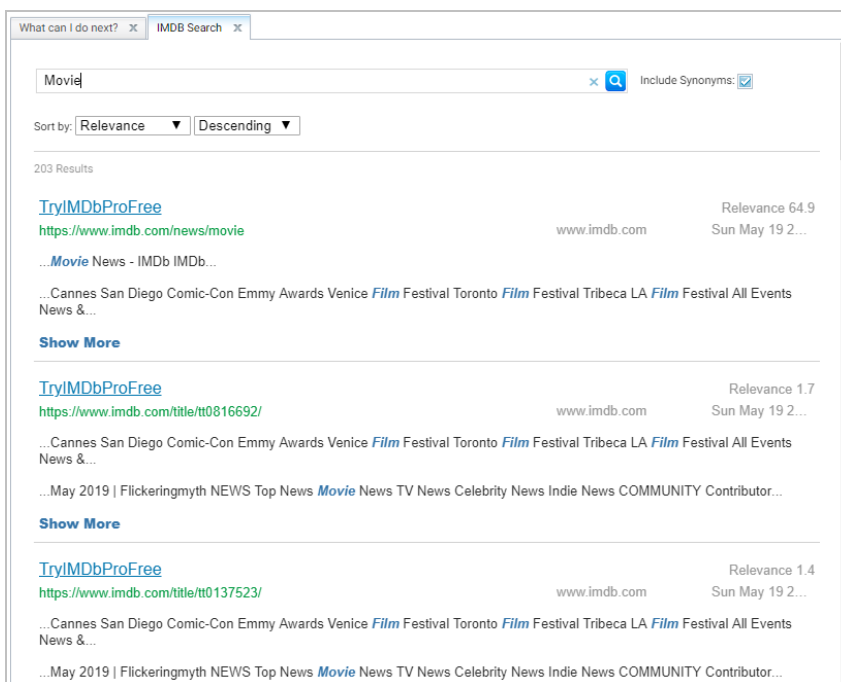 What can I do next? x IMDB Search x
Movie x Include Synonyms:
Sort by: Relevance ▼ Descending ▼
203 Results
TryIMDbProFree Relevance 64.9
https://www.imdb.com/news/movie www.imdb.com Sun May 19 2...
...Movie News - IMDb IMDb...
...Cannes San Diego Comic-Con Emmy Awards Venice Film Festival Toronto Film Festival Tribeca LA Film Festival All Events
News &...
Show More
TryIMDbProFree Relevance 1.7
https://www.imdb.com/title/tt0816692/ www.imdb.com Sun May 19 2...
...Cannes San Diego Comic-Con Emmy Awards Venice Film Festival Toronto Film Festival Tribeca LA Film Festival All Events
News &...
...May 2019 | Flickeringmyth NEWS Top News Movie News TV News Celebrity News Indie News COMMUNITY Contributor...
Show More
TryIMDbProFree Relevance 1.4
https://www.imdb.com/title/tt0137523/ www.imdb.com Sun May 19 2...
...Cannes San Diego Comic-Con Emmy Awards Venice Film Festival Toronto Film Festival Tribeca LA Film Festival All Events
News &...
...May 2019 | Flickeringmyth NEWS Top News Movie News TV News Celebrity News Indie News COMMUNITY Contributor...